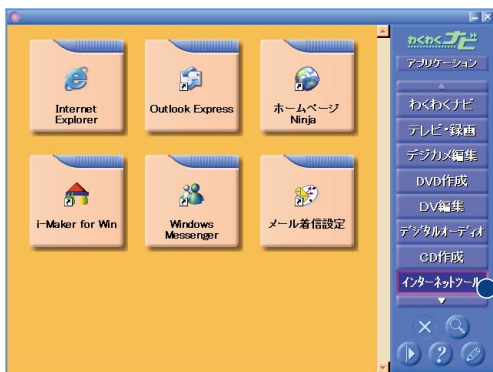 Internet
Explorer
Outlook Express
ホームページ
Ninja
i-Maker for Win
Windows
Messenger
メール着信設定
わくわくナビ
アプリケーション
わくわくナビ
テレビ・録画
デジカメ編集
DVD作成
DV編集
デジタルオーディオ
CD作成
インターネットツール
?